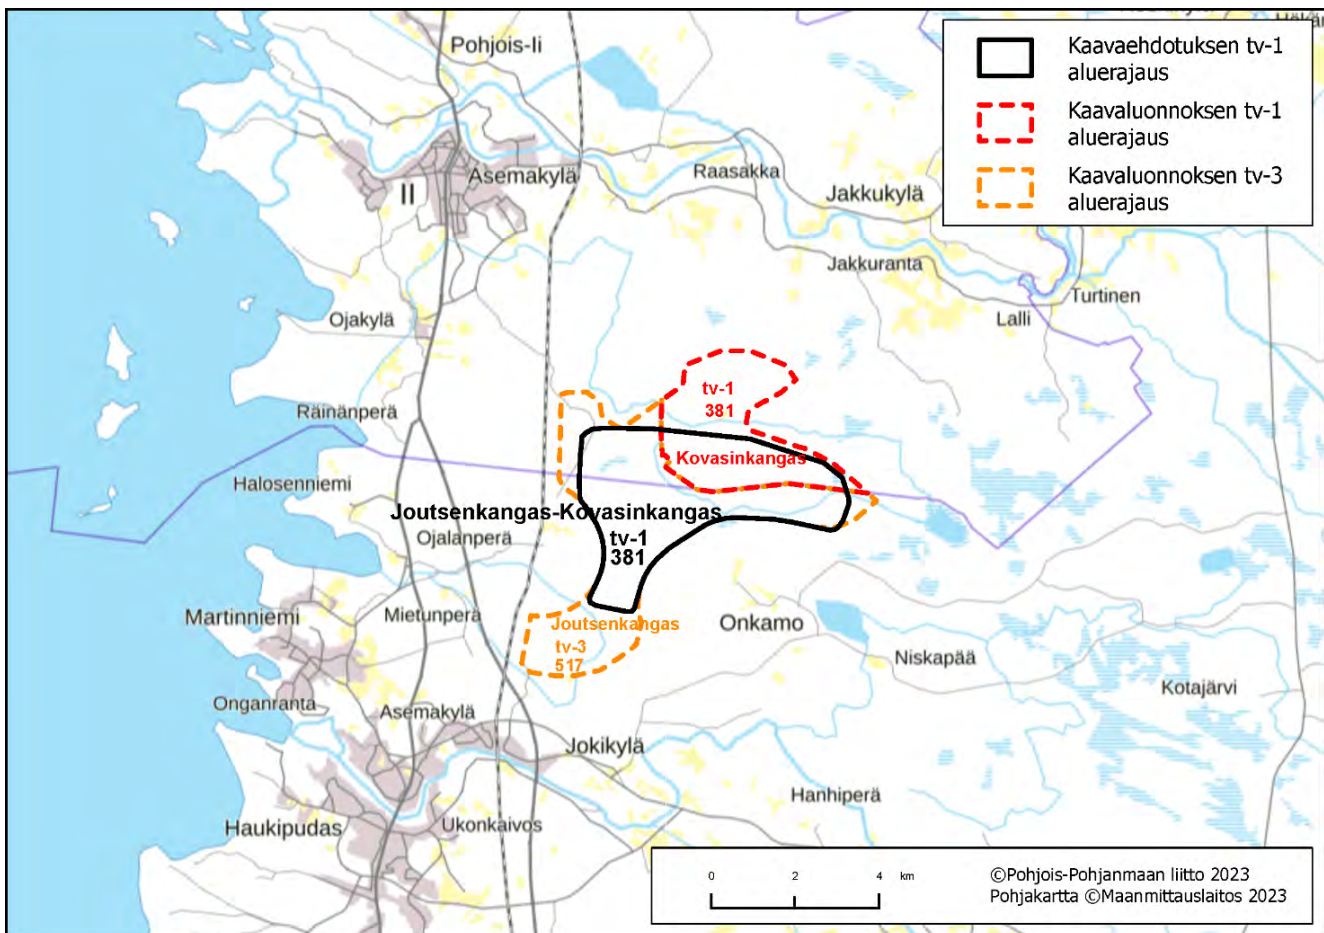 Pohjois-Ii
Kaavaehdotuksen tv-1
aluerajaus
Kaavaluonnoksen tv-1
aluerajaus
Kaavaluonnoksen tv-3
aluerajaus
Asemakylä
II
Raasakka
Jakkukylä
Jakkuranta
Turtinen
Lalli
Ojakylä
Räinänperä
tv-1
381
Kovasinkangas
Halosenniemi
Joutsenkangas-Kovasinkangas
Ojalanperä
tv-1
381
Martinniemi
Mietunperä
Joutsenkangas
tv-3
517
Onkamo
Niskapää
Kotajärvi
Onganranta
Asemakylä
Jokikylä
Hanhiperä
Haukipudas
Ukonkaivos
0 2 4 km
©Pohjois-Pohjanmaan liitto 2023
Pohjakartta ©Maanmittauslaitos 2023